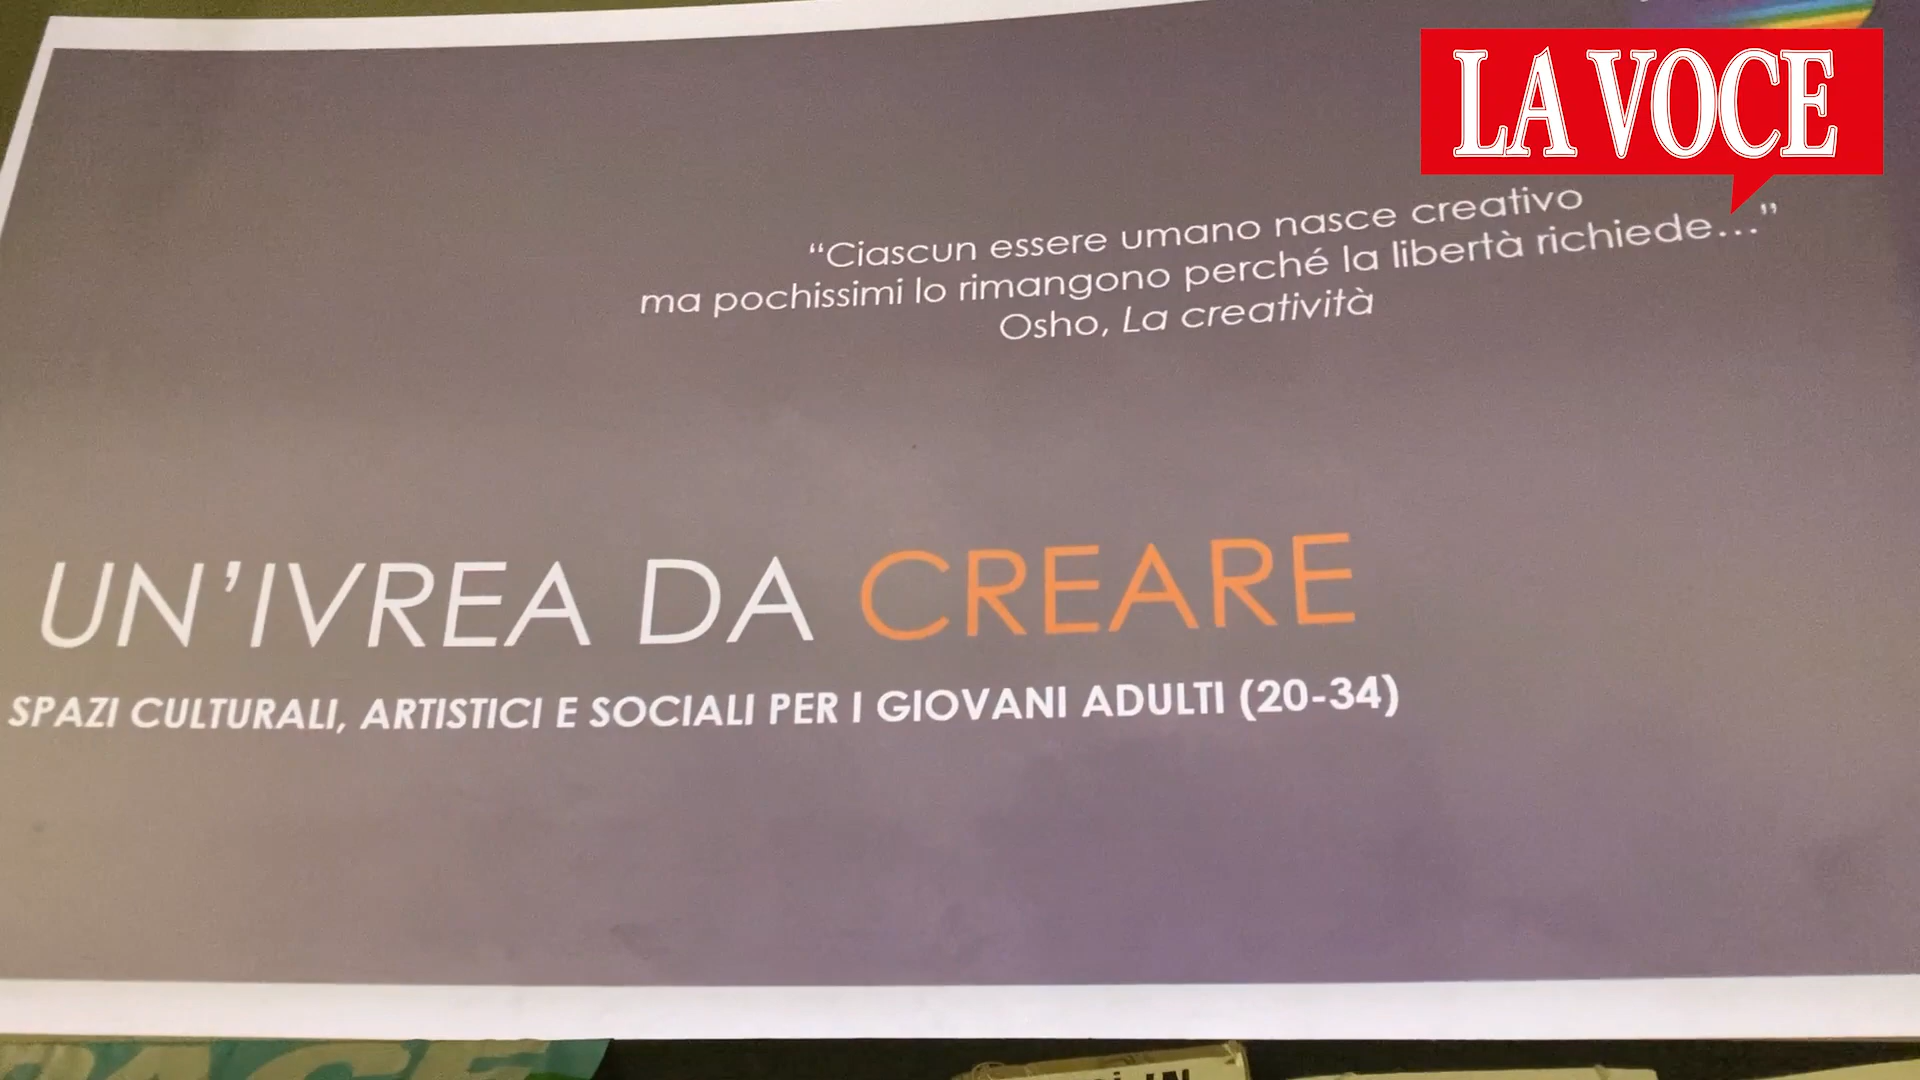 LA VOCE
“Ciascun essere umano nasce creativo
ma pochissimi lo rimangono perché la libertà richiede...”
Osho, La creatività
UN’IVREA DA CREARE
SPAZI CULTURALI, ARTISTICI E SOCIALI PER I GIOVANI ADULTI (20-34)